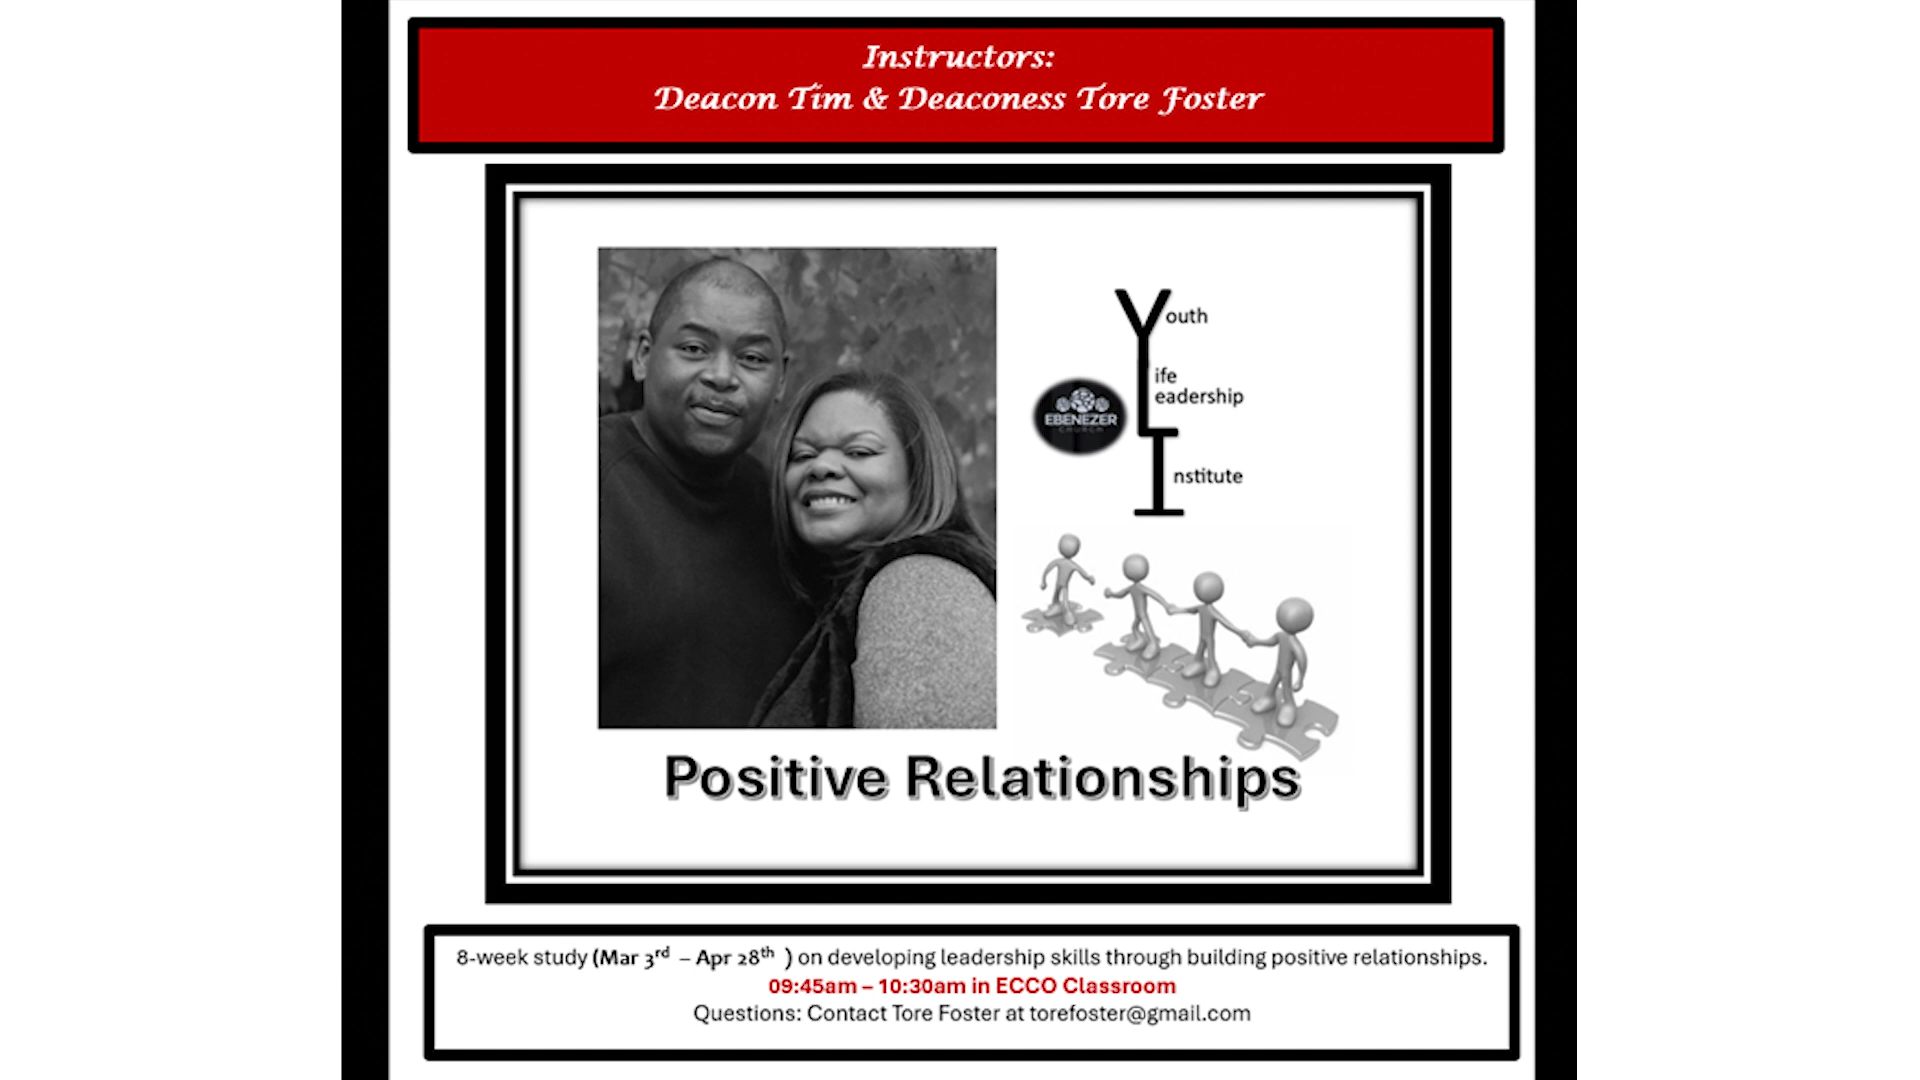 Instructors:
Deacon Tim & Deaconess Tore Foster
Youth
Life
Leadership
Institute
EBENEZER
CHURCH
Positive Relationships
8-week study (Mar 3rd – Apr 28th ) on developing leadership skills through building positive relationships.
09:45am – 10:30am in ECCO Classroom
Questions: Contact Tore Foster at torefoster@gmail.com